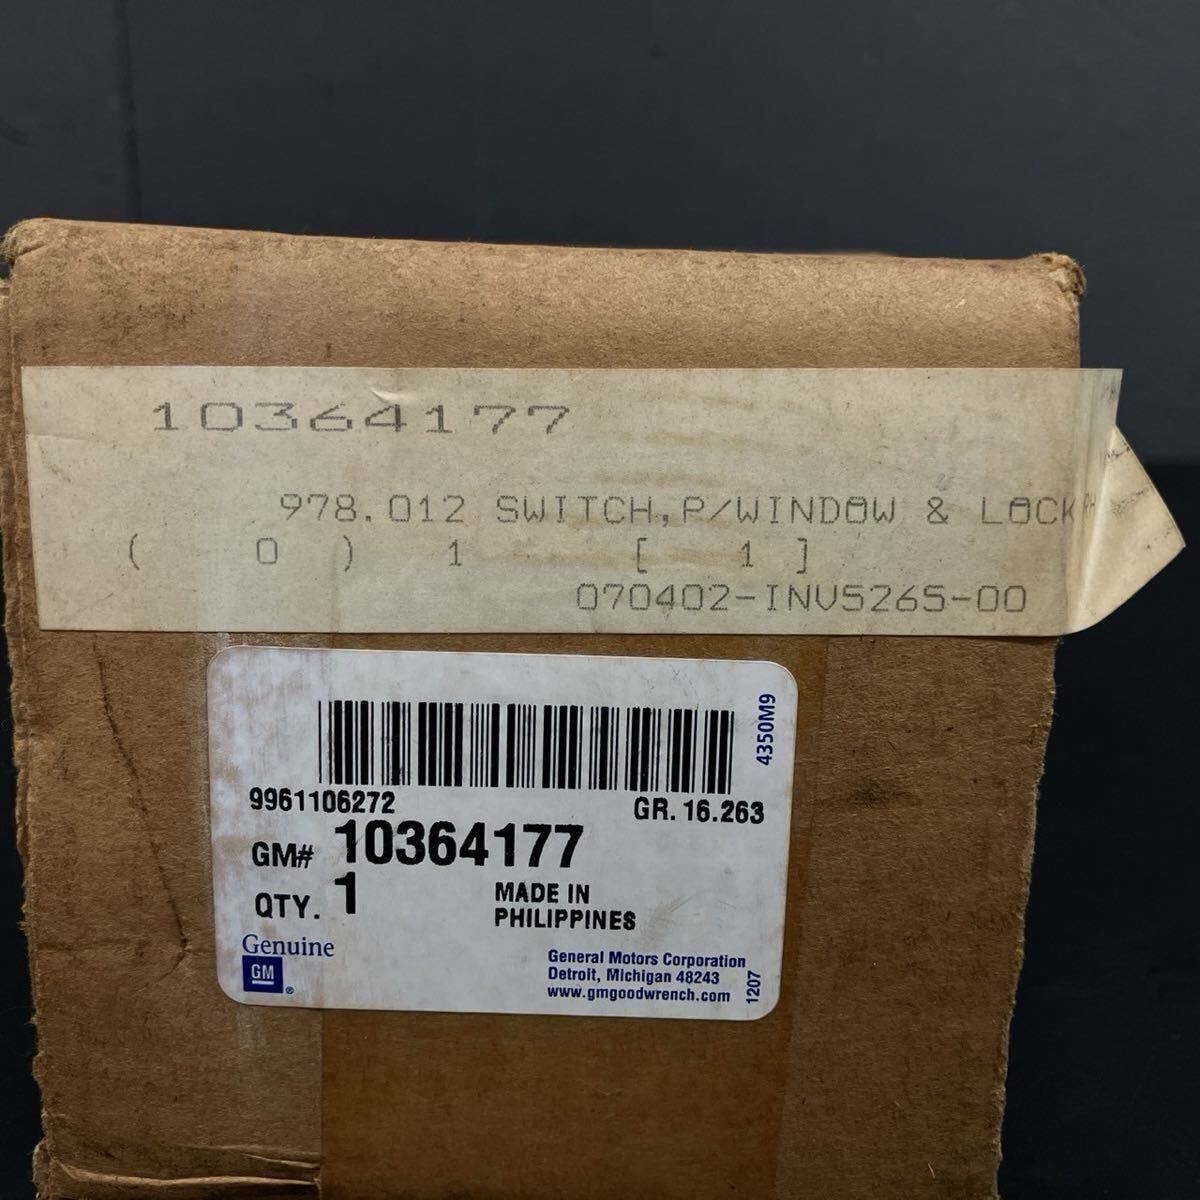 10364177
978.012 SWITCH,P/WINDOW & LOCK
( 0 ) 1 [ 1 ]
070402-INV5265-00
4350M9
9961106272 GR. 16.263
GM# 10364177
QTY. 1 MADE IN
PHILIPPINES
Genuine
GM ®
General Motors Corporation
Detroit, Michigan 48243
www.gmgoodwrench.com
1207